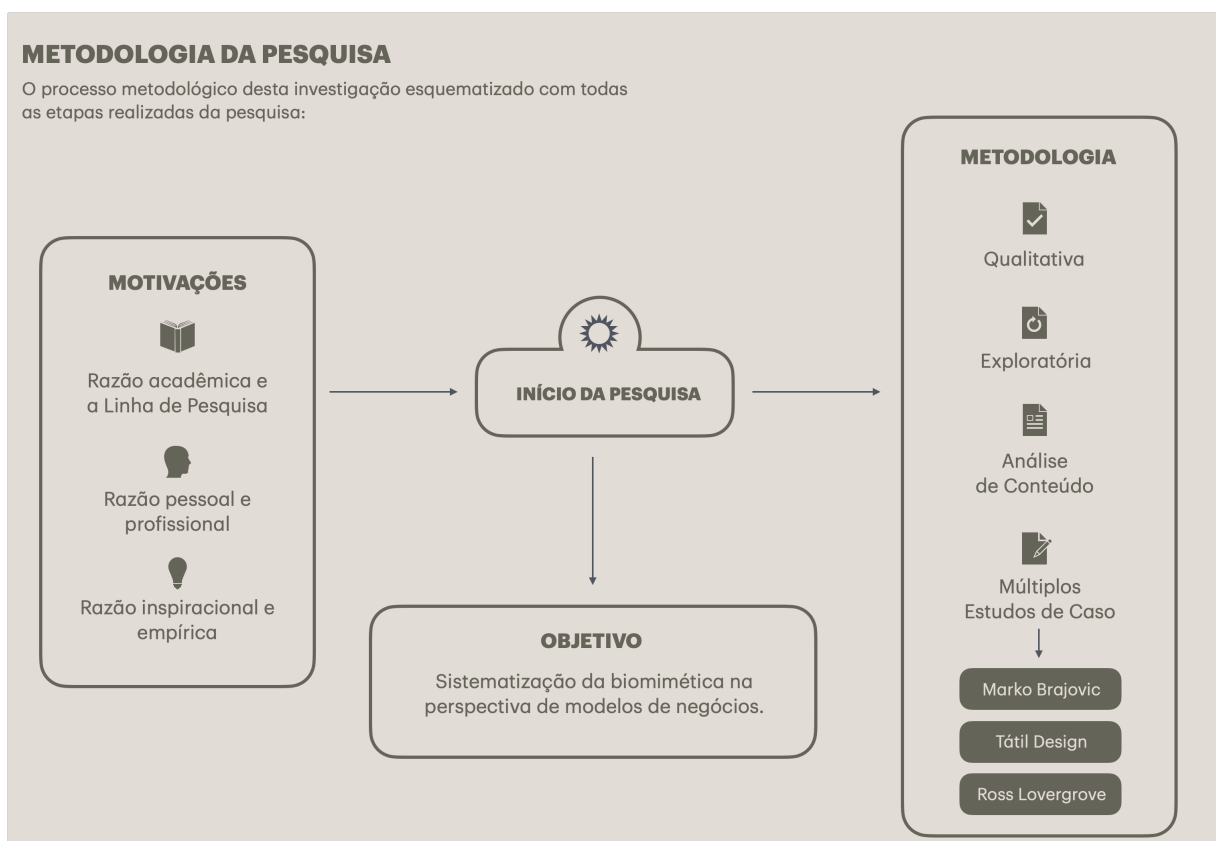 METODOLOGIA DA PESQUISA
O processo metodológico desta investigação esquematizado com todas
as etapas realizadas da pesquisa:
MOTIVAÇÕES
Razão acadêmica e
a Linha de Pesquisa
Razão pessoal e
profissional
Razão inspiracional e
empírica
INÍCIO DA PESQUISA
OBJETIVO
Sistematização da biomimética na
perspectiva de modelos de negócios.
METODOLOGIA
Qualitativa
Exploratória
Análise
de Conteúdo
Múltiplos
Estudos de Caso
Marko Brajovic
Tátil Design
Ross Lovergrove